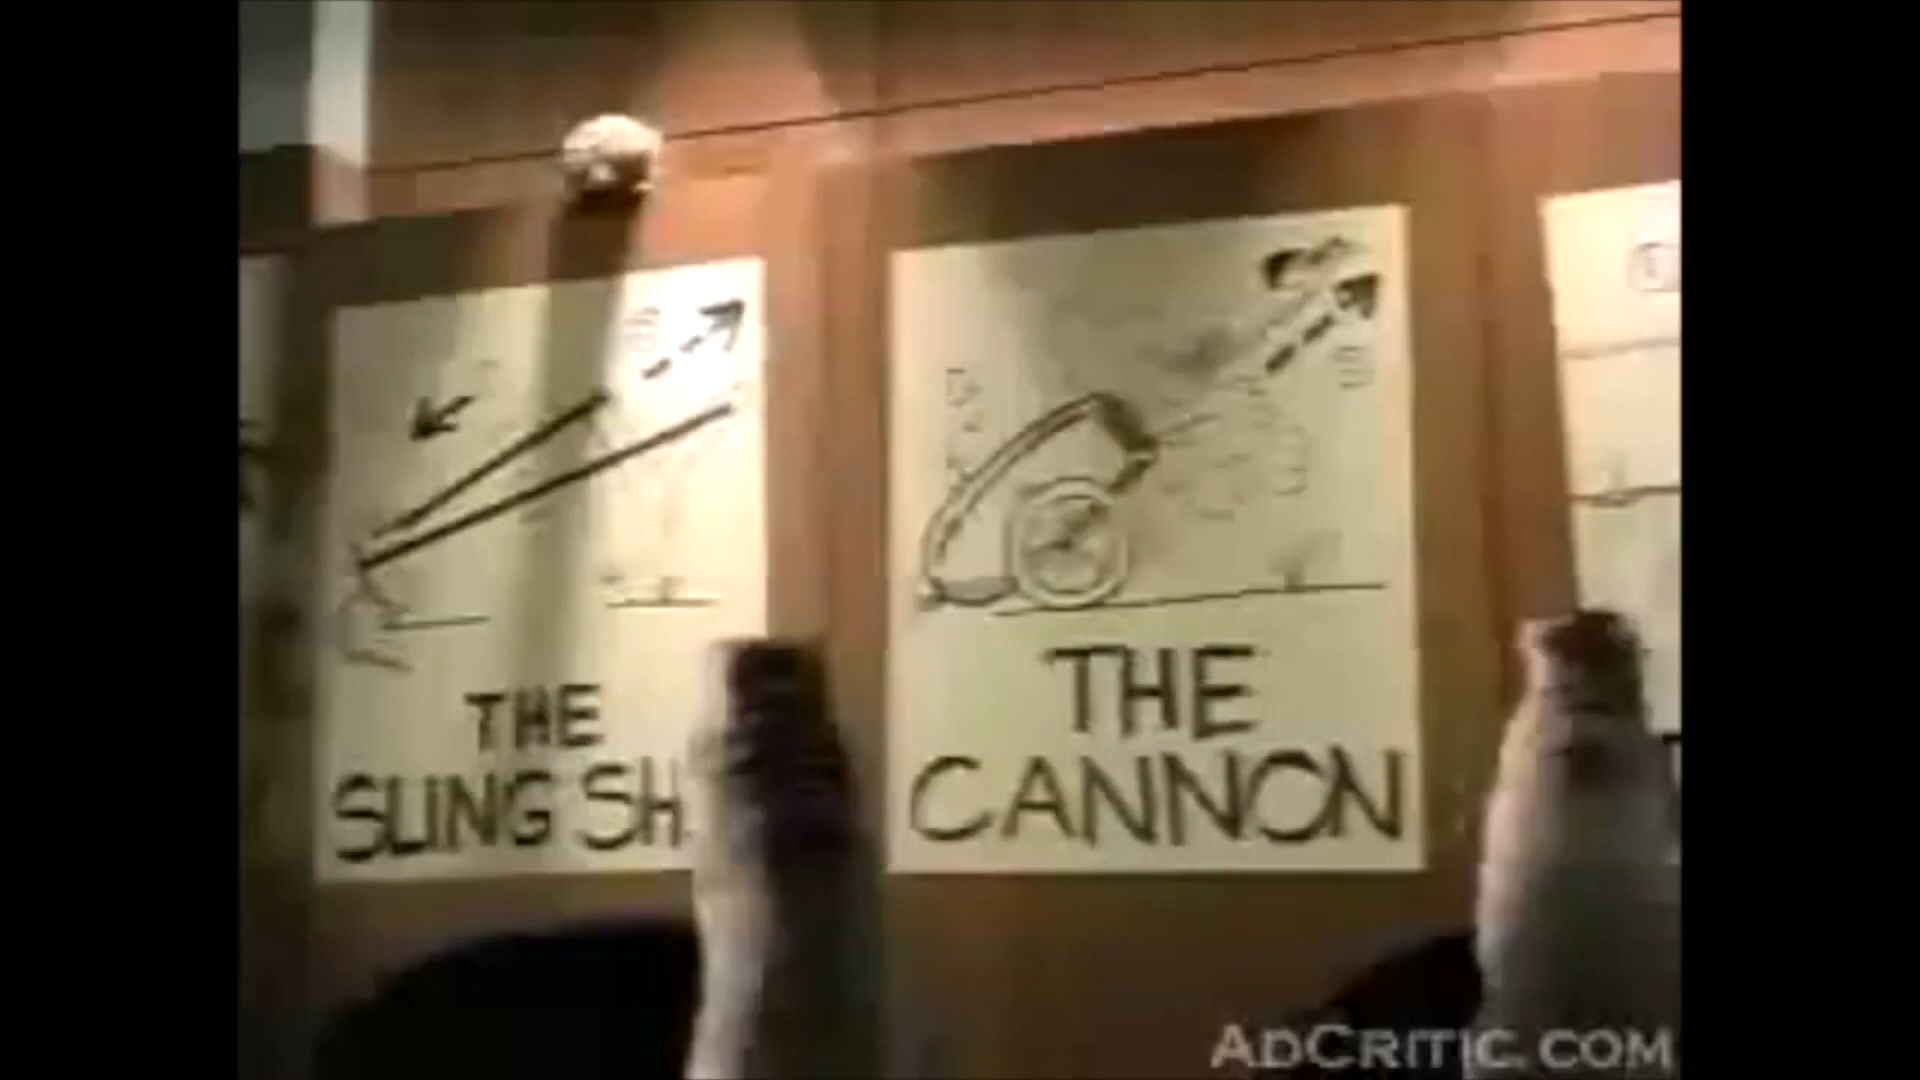 THE
SLING SH
THE
CANNON
ADCRITIC.COM